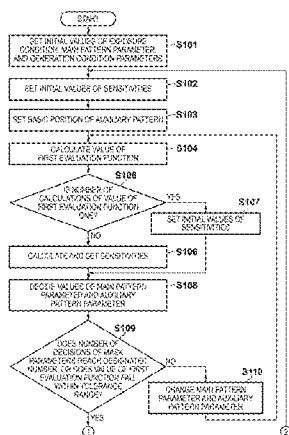 START
SET INITIAL VALUES OF EXPOSURE
CONDITION, MAIN PATTERN PARAMETER,
AND GENERATION CONDITION PARAMETERS
S101
SET INITIAL VALUES OF SENSITIVITIES
S102
SET BASIC POSITION OF AUXILIARY PATTERN
S103
CALCULATE VALUE OF
FIRST EVALUATION FUNCTION
S104
S105
IS NUMBER OF
CALCULATIONS OF VALUE OF
FIRST EVALUATION FUNCTION
ONE?
YES
S107
SET INITIAL VALUES OF
SENSITIVITIES
NO
CALCULATE AND SET SENSITIVITIES
S106
DECIDE VALUES OF MAIN PATTERN
PARAMETER AND AUXILIARY
PATTERN PARAMETER
S108
S109
DOES NUMBER OF
DECISIONS OF MASK
PARAMETERS REACH DESIGNATED
NUMBER, OR DOES VALUE OF FIRST
EVALUATION FUNCTION FALL
WITHIN TOLERANCE
RANGE?
NO
S110
CHANGE MAIN PATTERN
PARAMETER AND AUXILIARY
PATTERN PARAMETER
YES
1
2